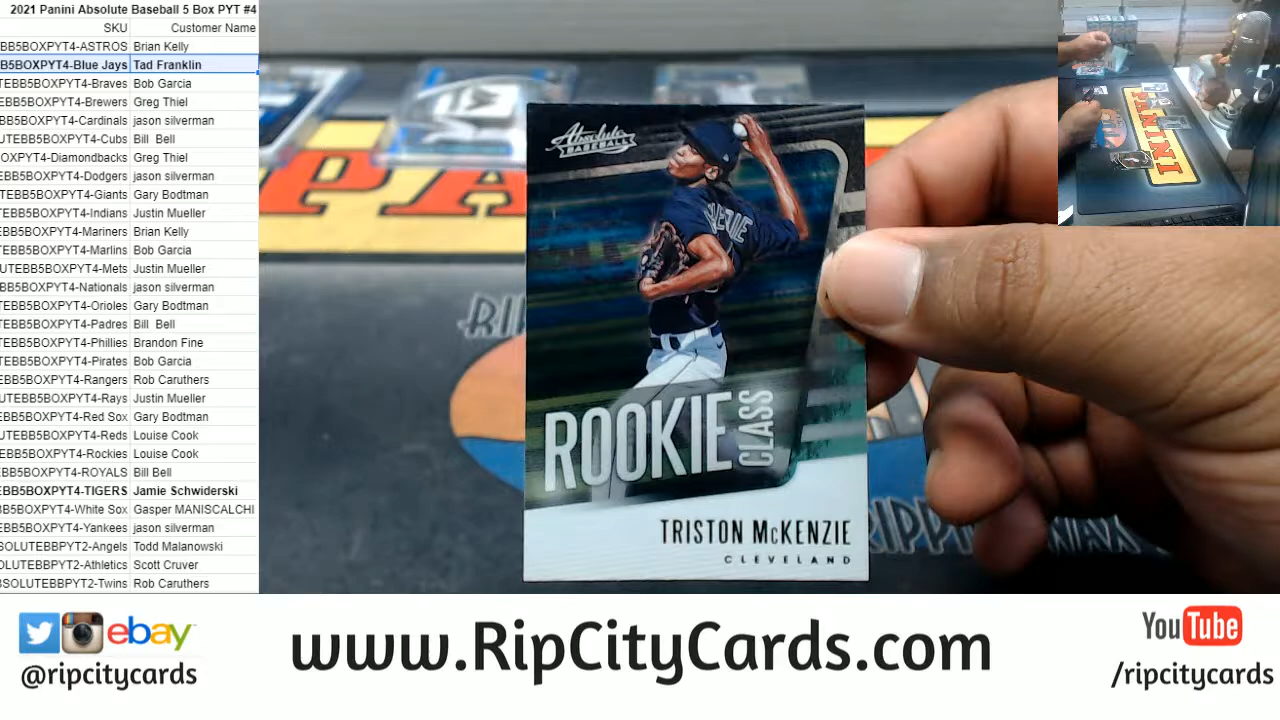 2021 Panini Absolute Baseball 5 Box PYT #4
SKU Customer Name
BB5BOXPYT4-ASTROS Brian Kelly
B5BOXPYT4-Blue Jays Tad Franklin
TEBB5BOXPYT4-Braves Bob Garcia
EBB5BOXPYT4-Brewers Greg Thiel
BB5BOXPYT4-Cardinals jason silverman
UTEBB5BOXPYT4-Cubs Bill Bell
OXPYT4-Diamondbacks Greg Thiel
EBB5BOXPYT4-Dodgers jason silverman
TEBB5BOXPYT4-Giants Gary Bodtman
TEBB5BOXPYT4-Indians Justin Mueller
EBB5BOXPYT4-Mariners Brian Kelly
TEBB5BOXPYT4-Marlins Bob Garcia
UTEBB5BOXPYT4-Mets Justin Mueller
BB5BOXPYT4-Nationals jason silverman
TEBB5BOXPYT4-Orioles Gary Bodtman
TEBB5BOXPYT4-Padres Bill Bell
EBB5BOXPYT4-Phillies Brandon Fine
TEBB5BOXPYT4-Pirates Bob Garcia
EBB5BOXPYT4-Rangers Rob Caruthers
UTEBB5BOXPYT4-Rays Justin Mueller
EBB5BOXPYT4-Red Sox Gary Bodtman
UTEBB5BOXPYT4-Reds Louise Cook
EBB5BOXPYT4-Rockies Louise Cook
TEBB5BOXPYT4-ROYALS Bill Bell
EBB5BOXPYT4-TIGERS Jamie Schwiderski
EBB5BOXPYT4-White Sox Gasper MANISCALCHI
EBB5BOXPYT4-Yankees jason silverman
SOLUTEBBPYT2-Angels Todd Malanowski
OLUTEBBPYT2-Athletics Scott Cruver
BSOLUTEBBPYT2-Twins Rob Caruthers
Absolute
BASEBALL
ROOKIE CLASS
TRISTON McKENZIE
CLEVELAND
PANINI
RIP
ebay
@ripcitycards
www.RipCityCards.com
YouTube
/ripcitycards